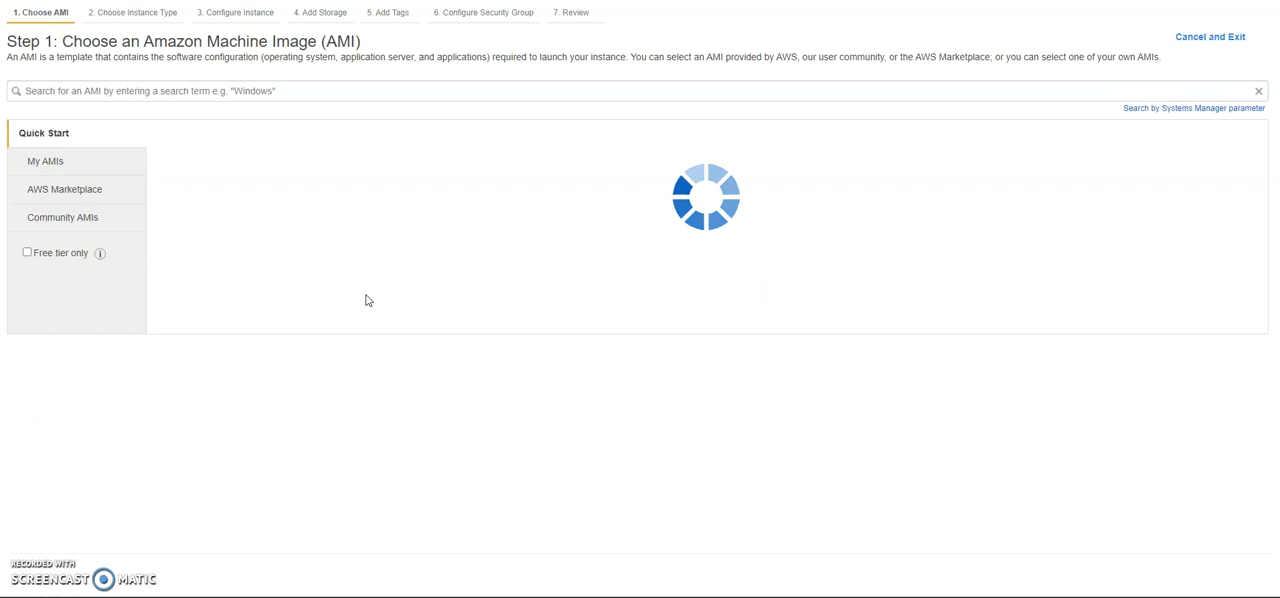 1. Choose AMI 2. Choose Instance Type 3. Configure Instance 4. Add Storage 5. Add Tags 6. Configure Security Group 7. Review
Step 1: Choose an Amazon Machine Image (AMI)
Cancel and Exit
An AMI is a template that contains the software configuration (operating system, application server, and applications) required to launch your instance. You can select an AMI provided by AWS, our user community, or the AWS Marketplace; or you can select one of your own AMIs.
Search for an AMI by entering a search term e.g. "Windows"
Search by Systems Manager parameter
Quick Start
My AMIs
AWS Marketplace
Community AMIs
Free tier only
RECORDED WITH
SCREENCAST MATIC